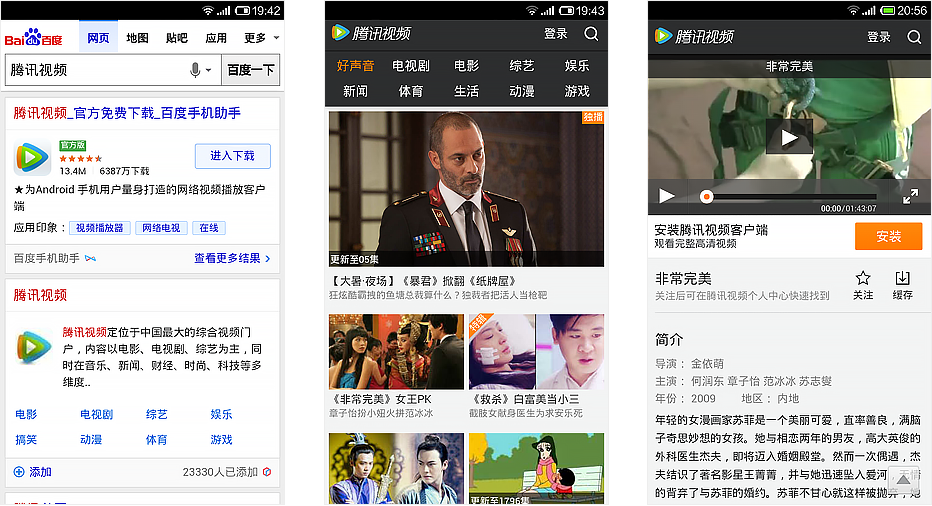 19:42
Bai百度
网页
地图
贴吧
应用
更多
腾讯视频
百度一下
腾讯视频_官方免费下载_百度手机助手
官方版
13.4M
6387万下载
进入下载
★为Android 手机用户量身打造的网络视频播放客户
端
应用印象：
视频播放器
网络电视
在线
百度手机助手
查看更多结果
腾讯视频
腾讯视频定位于中国最大的综合视频门
户，内容以电影、电视剧、综艺为主，同
时在音乐、新闻、财经、时尚、科技等多
维度..
电影
电视剧
综艺
娱乐
搞笑
动漫
体育
游戏
添加
23330人已添加
19:43
腾讯视频
登录
好声音
电视剧
电影
综艺
娱乐
新闻
体育
生活
动漫
游戏
独播
更新至05集
【大暑·夜场】《暴君》掀翻《纸牌屋》
狂炫酷霸拽的鱼塘总裁算什么？独裁者把活人当枪靶
特辑
《非常完美》女王PK
章子怡扮小妞火拼范冰冰
《救杀》白富美当小三
截肢女献身医生为求安乐死
更新至1796集
20:56
腾讯视频
登录
非常完美
00:00/01:43:07
安装腾讯视频客户端
观看完整高清视频
安装
非常完美
关注后可在腾讯视频个人中心快速找到
关注
缓存
简介
导演： 金依萌
主演： 何润东 章子怡 范冰冰 苏志燮
年份： 2009
地区： 内地
年轻的女漫画家苏菲是一个美丽可爱，直率善良，满脑
子奇思妙想的女孩。她与相恋两年的男友，高大英俊的
外科医生杰夫，即将迈入婚姻殿堂。然而一次偶遇，杰
夫结识了著名影星王菁菁，并与她迅速坠入爱河，
的背弃了与苏菲的婚约。苏菲不甘心就这样被抛弃，她